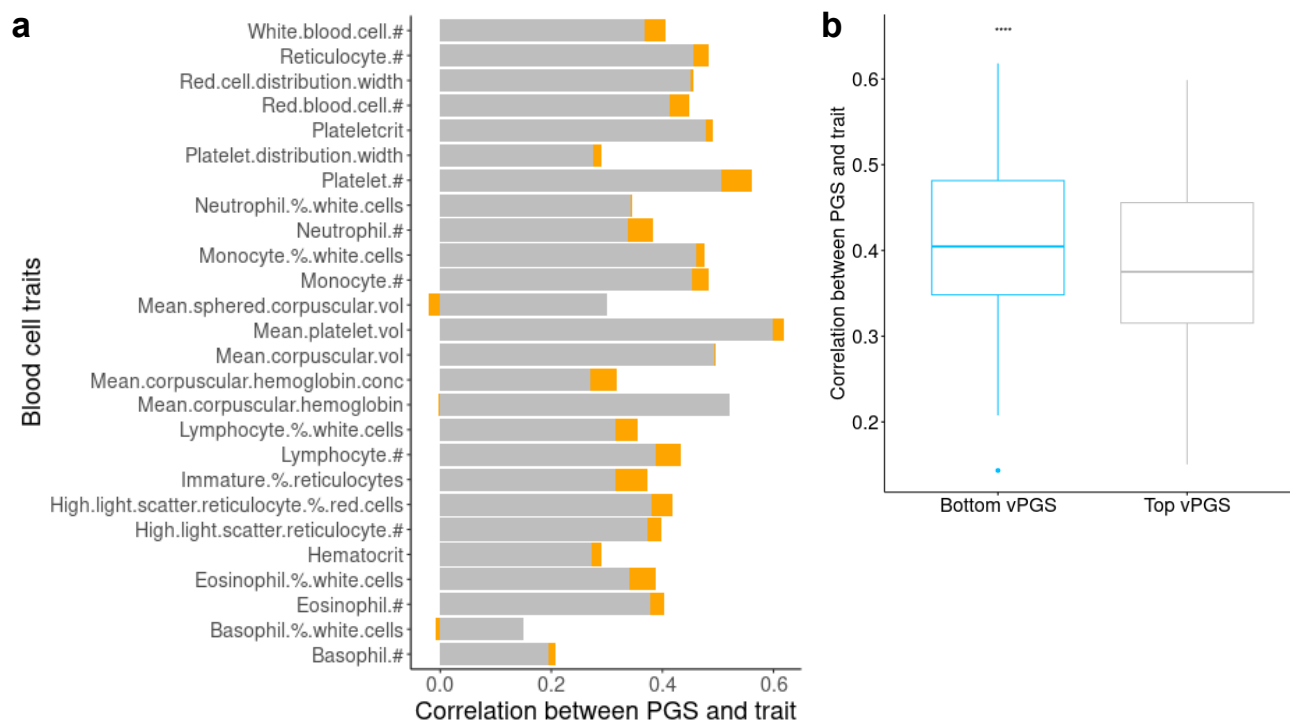 a
Blood cell traits
White.blood.cell.#
Reticulocyte.#
Red.cell.distribution.width
Red.blood.cell.#
Plateletcrit
Platelet.distribution.width
Platelet.#
Neutrophil.%.white.cells
Neutrophil.#
Monocyte.%.white.cells
Monocyte.#
Mean.sphered.corpuscular.vol
Mean.platelet.vol
Mean.corpuscular.vol
Mean.corpuscular.hemoglobin.conc
Mean.corpuscular.hemoglobin
Lymphocyte.%.white.cells
Lymphocyte.#
Immature.%.reticulocytes
High.light.scatter.reticulocyte.%.red.cells
High.light.scatter.reticulocyte.#
Hematocrit
Eosinophil.%.white.cells
Eosinophil.#
Basophil.%.white.cells
Basophil.#
0.0 0.2 0.4 0.6
Correlation between PGS and trait
b
Correlation between PGS and trait
****
0.6
0.5
0.4
0.3
0.2
Bottom vPGS Top vPGS